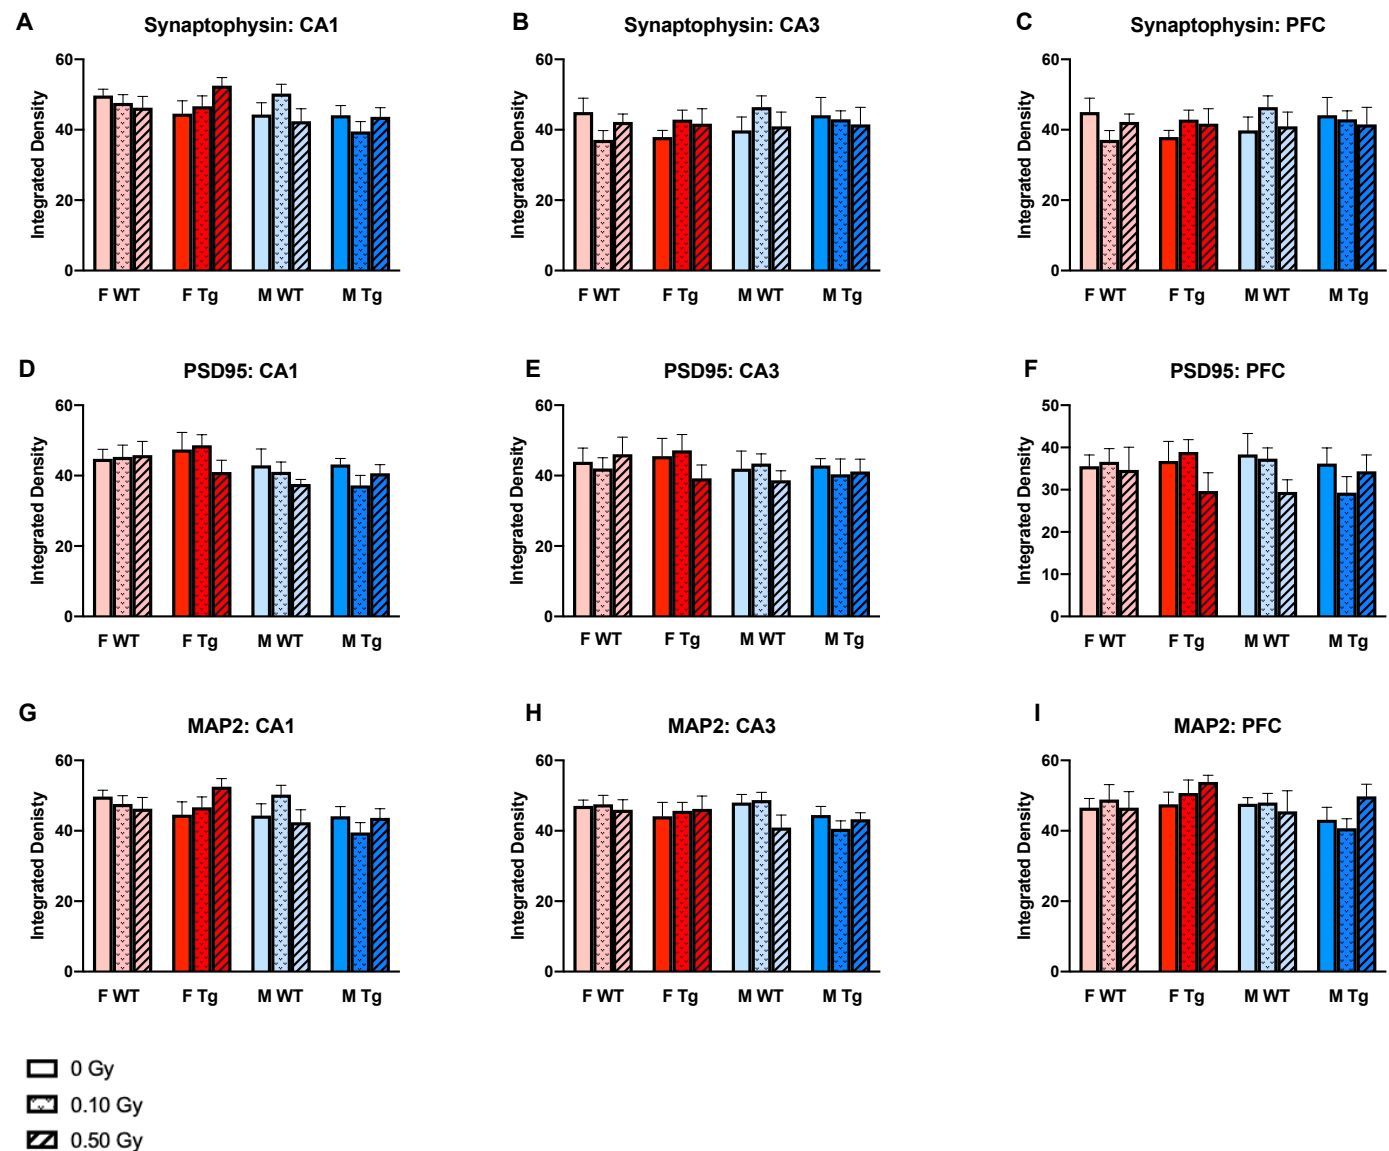 A
Synaptophysin: CA1
60
40
20
0
Integrated Density
F WT
F Tg
M WT
M Tg
B
Synaptophysin: CA3
60
40
20
0
Integrated Density
F WT
F Tg
M WT
M Tg
C
Synaptophysin: PFC
60
40
20
0
Integrated Density
F WT
F Tg
M WT
M Tg
D
PSD95: CA1
60
40
20
0
Integrated Density
F WT
F Tg
M WT
M Tg
E
PSD95: CA3
60
40
20
0
Integrated Density
F WT
F Tg
M WT
M Tg
F
PSD95: PFC
50
40
30
20
10
0
Integrated Density
F WT
F Tg
M WT
M Tg
G
MAP2: CA1
60
40
20
0
Integrated Denisty
F WT
F Tg
M WT
M Tg
H
MAP2: CA3
60
40
20
0
Integrated Density
F WT
F Tg
M WT
M Tg
I
MAP2: PFC
60
40
20
0
Integrated Density
F WT
F Tg
M WT
M Tg
0 Gy
0.10 Gy
0.50 Gy